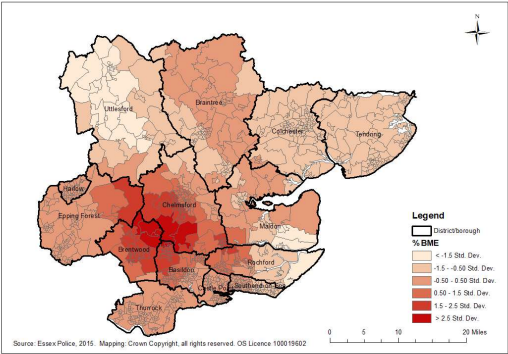 N
Uttlesford
Braintree
Colchester
Tendring
Harlow
Chelmsford
Epping Forest
Maldon
Brentwood
Rochford
Basildon
Castle Point
Southend-on-Sea
Thurrock
Legend
District/borough
% BME
< -1.5 Std. Dev.
-1.5 - -0.50 Std. Dev.
-0.50 - 0.50 Std. Dev.
0.50 - 1.5 Std. Dev.
1.5 - 2.5 Std. Dev.
> 2.5 Std. Dev.
0 5 10 20 Miles
Source: Essex Police, 2015. Mapping: Crown Copyright, all rights reserved. OS Licence 100019602